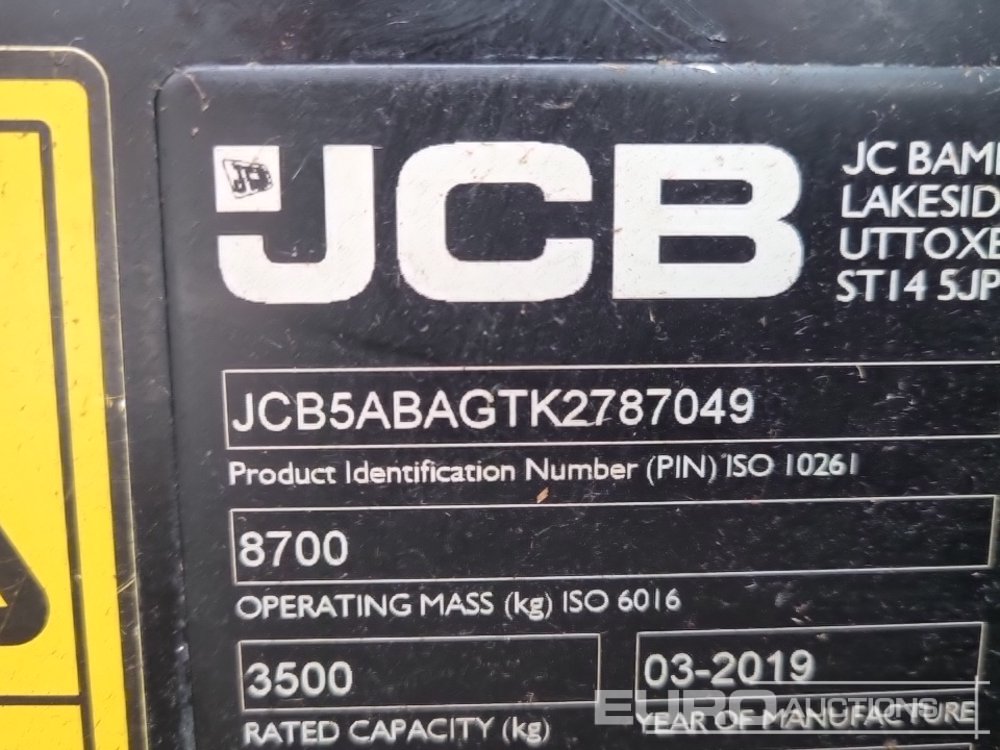 JCB
JCB
JC BAM
LAKESID
UTTOXE
ST14 5JP
JCB5ABAGTK2787049
Product Identification Number (PIN) ISO 10261
8700
OPERATING MASS (kg) ISO 6016
3500
03-2019
RATED CAPACITY (kg)
YEAR OF MANUFACTURE
EURO AUCTIONS